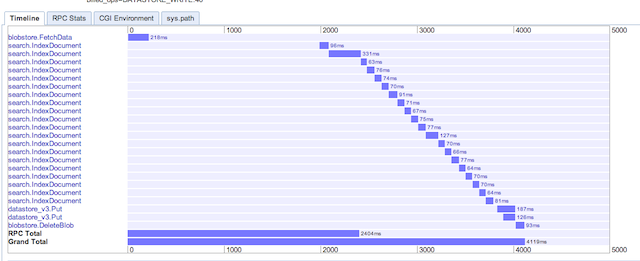 billed_ops=DATASTORE_WRITE:40
Timeline RPC Stats CGI Environment sys.path
0 1000 2000 3000 4000 5000
blobstore.FetchData 218ms
search.IndexDocument 86ms
search.IndexDocument 331ms
search.IndexDocument 63ms
search.IndexDocument 76ms
search.IndexDocument 74ms
search.IndexDocument 70ms
search.IndexDocument 91ms
search.IndexDocument 71ms
search.IndexDocument 67ms
search.IndexDocument 75ms
search.IndexDocument 77ms
search.IndexDocument 127ms
search.IndexDocument 70ms
search.IndexDocument 68ms
search.IndexDocument 77ms
search.IndexDocument 64ms
search.IndexDocument 70ms
search.IndexDocument 70ms
search.IndexDocument 64ms
search.IndexDocument 81ms
datastore_v3.Put 187ms
datastore_v3.Put 126ms
blobstore.DeleteBlob 93ms
RPC Total 2404ms
Grand Total 4119ms
0 1000 2000 3000 4000 5000